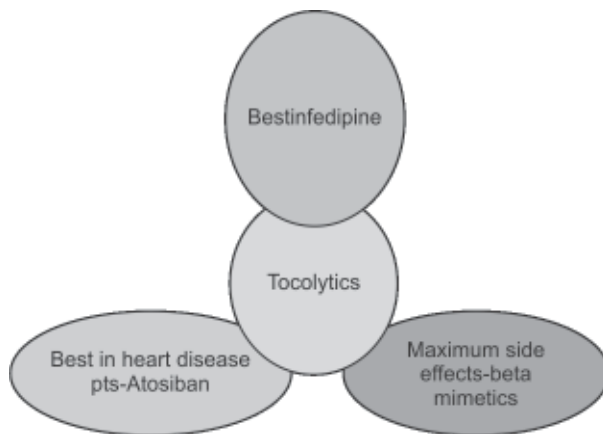 Bestinfedipine
Tocolytics
Best in heart disease
pts-Atosiban
Maximum side
effects-beta
mimetics